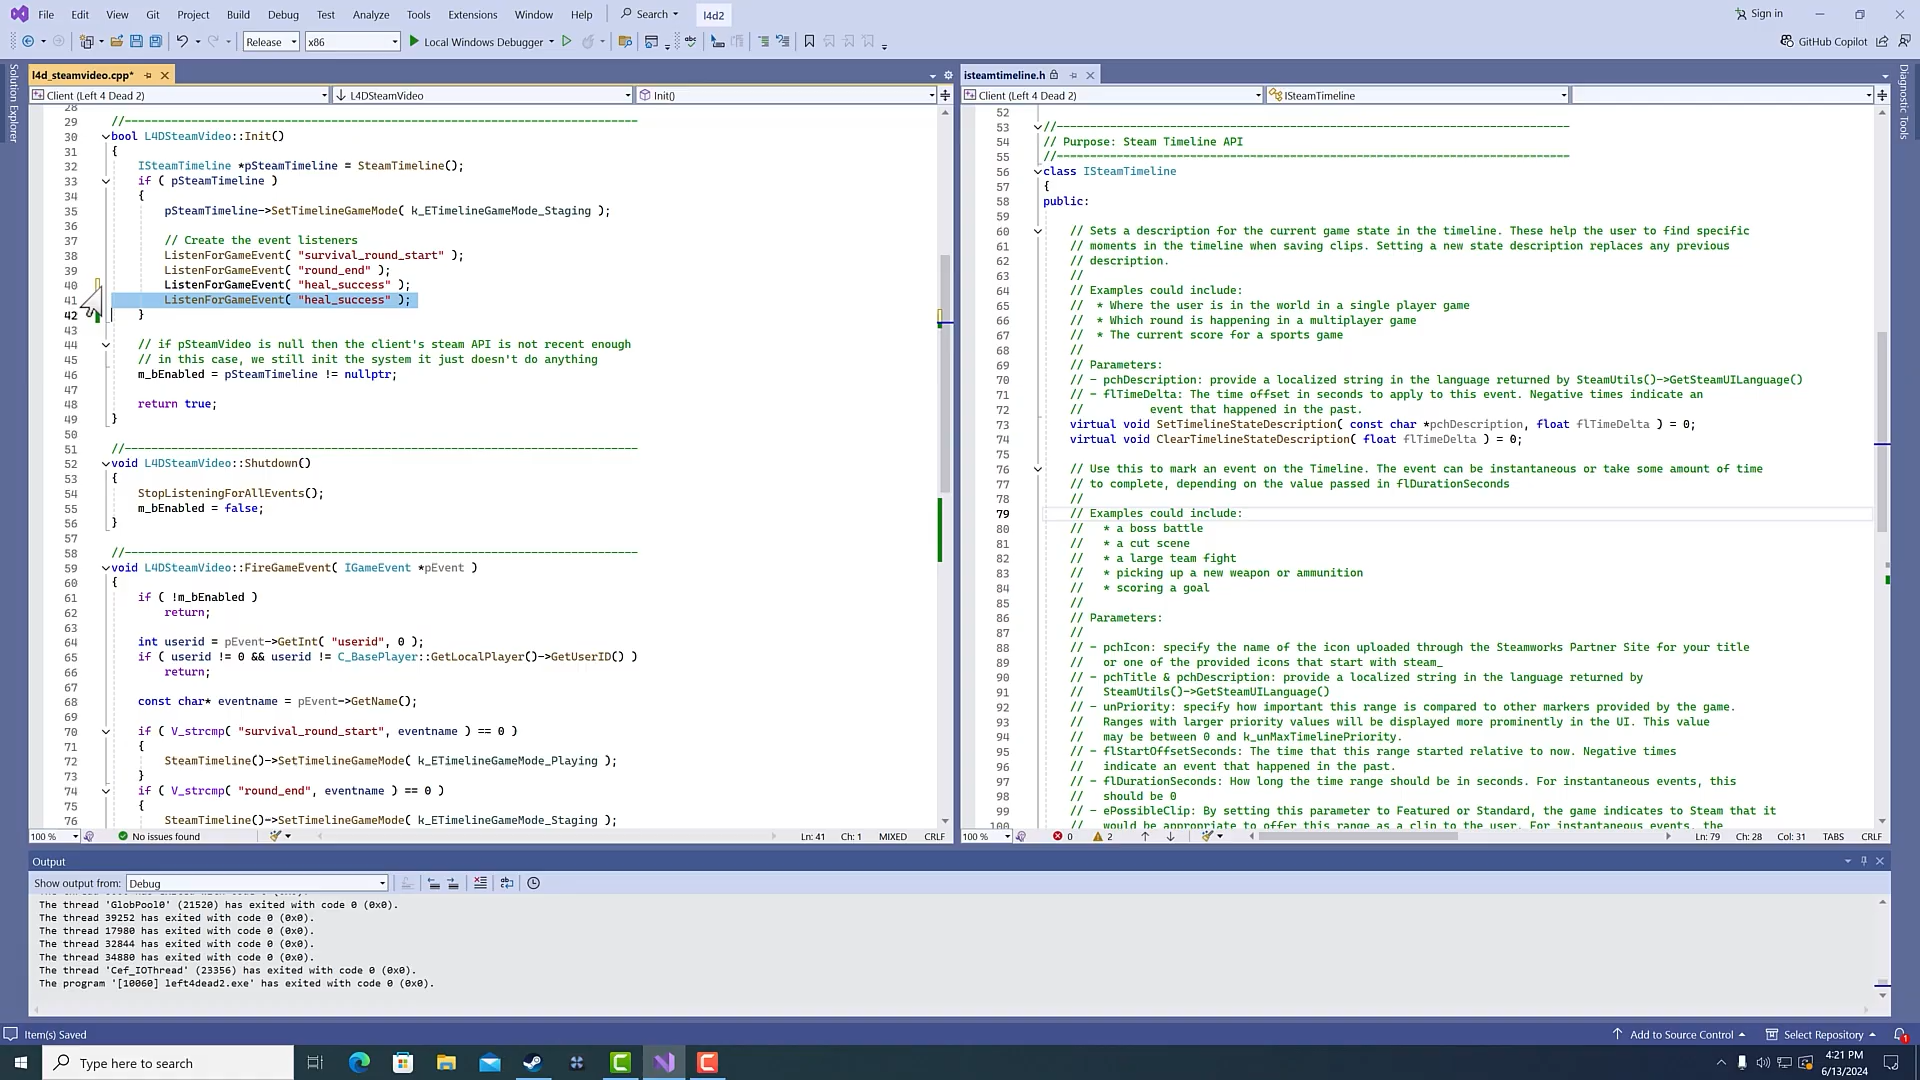 File Edit View Git Project Build Debug Test Analyze Tools Extensions Window Help Search l4d2 Sign in
Release x86 Local Windows Debugger GitHub Copilot
Solution Explorer
l4d_steamvideo.cpp*
Client (Left 4 Dead 2) L4DSteamVideo Init()
28
29 //------------------------------------------------------------------------------
30 bool L4DSteamVideo::Init()
31 {
32 ISteamTimeline *pSteamTimeline = SteamTimeline();
33 if ( pSteamTimeline )
34 {
35 pSteamTimeline->SetTimelineGameMode( k_ETimelineGameMode_Staging );
36
37 // Create the event listeners
38 ListenForGameEvent( "survival_round_start" );
39 ListenForGameEvent( "round_end" );
40 ListenForGameEvent( "heal_success" );
41 ListenForGameEvent( "heal_success" );
42 }
43
44 // if pSteamVideo is null then the client's steam API is not recent enough
45 // in this case, we still init the system it just doesn't do anything
46 m_bEnabled = pSteamTimeline != nullptr;
47
48 return true;
49 }
50
51 //------------------------------------------------------------------------------
52 void L4DSteamVideo::Shutdown()
53 {
54 StopListeningForAllEvents();
55 m_bEnabled = false;
56 }
57
58 //------------------------------------------------------------------------------
59 void L4DSteamVideo::FireGameEvent( IGameEvent *pEvent )
60 {
61 if ( !m_bEnabled )
62 return;
63
64 int userid = pEvent->GetInt( "userid", 0 );
65 if ( userid != 0 && userid != C_BasePlayer::GetLocalPlayer()->GetUserID() )
66 return;
67
68 const char* eventname = pEvent->GetName();
69
70 if ( V_strcmp( "survival_round_start", eventname ) == 0 )
71 {
72 SteamTimeline()->SetTimelineGameMode( k_ETimelineGameMode_Playing );
73 }
74 if ( V_strcmp( "round_end", eventname ) == 0 )
75 {
76 SteamTimeline()->SetTimelineGameMode( k_ETimelineGameMode_Staging );
100 % No issues found Ln: 41 Ch: 1 MIXED CRLF
isteamtimeline.h
Client (Left 4 Dead 2) ISteamTimeline
52
53 //------------------------------------------------------------------------------
54 // Purpose: Steam Timeline API
55 //------------------------------------------------------------------------------
56 class ISteamTimeline
57 {
58 public:
59
60 // Sets a description for the current game state in the timeline. These help the user to find specific
61 // moments in the timeline when saving clips. Setting a new state description replaces any previous
62 // description.
63 //
64 // Examples could include:
65 // * Where the user is in the world in a single player game
66 // * Which round is happening in a multiplayer game
67 // * The current score for a sports game
68 //
69 // Parameters:
70 // - pchDescription: provide a localized string in the language returned by SteamUtils()->GetSteamUILanguage()
71 // - flTimeDelta: The time offset in seconds to apply to this event. Negative times indicate an
72 // event that happened in the past.
73 virtual void SetTimelineStateDescription( const char *pchDescription, float flTimeDelta ) = 0;
74 virtual void ClearTimelineStateDescription( float flTimeDelta ) = 0;
75
76 // Use this to mark an event on the Timeline. The event can be instantaneous or take some amount of time
77 // to complete, depending on the value passed in flDurationSeconds
78 //
79 // Examples could include:
80 // * a boss battle
81 // * a cut scene
82 // * a large team fight
83 // * picking up a new weapon or ammunition
84 // * scoring a goal
85 //
86 // Parameters:
87 //
88 // - pchIcon: specify the name of the icon uploaded through the Steamworks Partner Site for your title
89 // or one of the provided icons that start with steam_
90 // - pchTitle & pchDescription: provide a localized string in the language returned by
91 // SteamUtils()->GetSteamUILanguage()
92 // - unPriority: specify how important this range is compared to other markers provided by the game.
93 // Ranges with larger priority values will be displayed more prominently in the UI. This value
94 // may be between 0 and k_unMaxTimelinePriority.
95 // - flStartOffsetSeconds: The time that this range started relative to now. Negative times
96 // indicate an event that happened in the past.
97 // - flDurationSeconds: How long the time range should be in seconds. For instantaneous events, this
98 // should be 0
99 // - ePossibleClip: By setting this parameter to Featured or Standard, the game indicates to Steam that it
100 // would be appropriate to offer this range as a clip to the user. For instantaneous events, the
100 % 0 2 Ln: 79 Ch: 28 Col: 31 TABS CRLF
Diagnostic Tools
Output
Show output from: Debug
The thread 'GlobPool0' (21520) has exited with code 0 (0x0).
The thread 39252 has exited with code 0 (0x0).
The thread 17980 has exited with code 0 (0x0).
The thread 32844 has exited with code 0 (0x0).
The thread 34880 has exited with code 0 (0x0).
The thread 'Cef_IOThread' (23356) has exited with code 0 (0x0).
The program '[10060] left4dead2.exe' has exited with code 0 (0x0).
Item(s) Saved Add to Source Control Select Repository 1
Type here to search
4:21 PM
6/13/2024